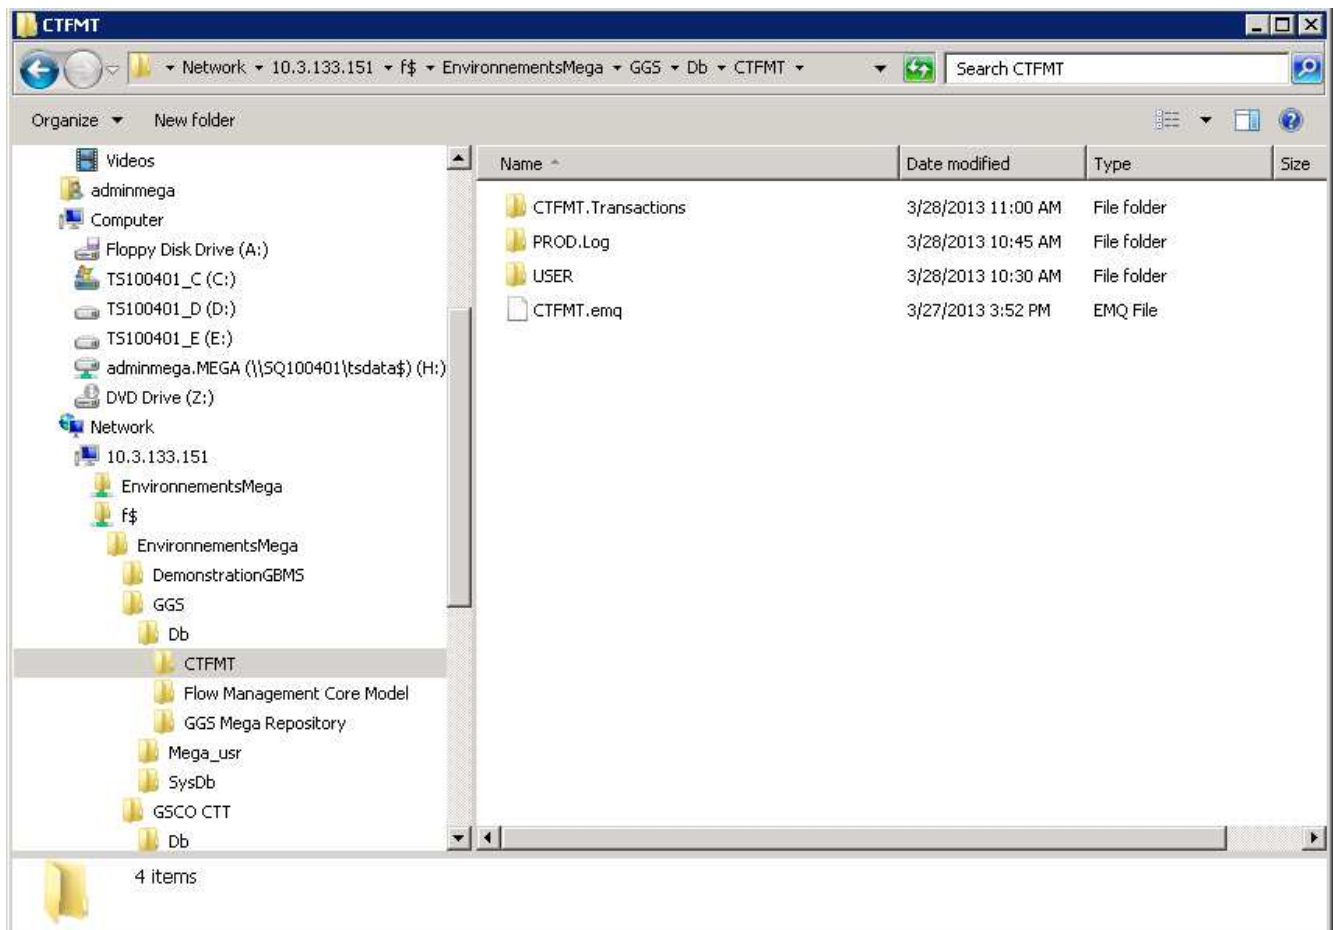 CTFMT
Network 10.3.133.151 f$ EnvironnementsMega GGS Db CTFMT Search CTFMT
Organize New folder
Videos
adminmega
Computer
Floppy Disk Drive (A:)
TS100401_C (C:)
TS100401_D (D:)
TS100401_E (E:)
adminmega.MEGA (\\SQ100401\tsdata$) (H:)
DVD Drive (Z:)
Network
10.3.133.151
EnvironnementsMega
f$
EnvironnementsMega
DemonstrationGBMS
GGS
Db
CTFMT
Flow Management Core Model
GGS Mega Repository
Mega_usr
SysDb
GSCO CTT
Db
Name Date modified Type Size
CTFMT.Transactions 3/28/2013 11:00 AM File folder
PROD.Log 3/28/2013 10:45 AM File folder
USER 3/28/2013 10:30 AM File folder
CTFMT.emq 3/27/2013 3:52 PM EMQ File
4 items